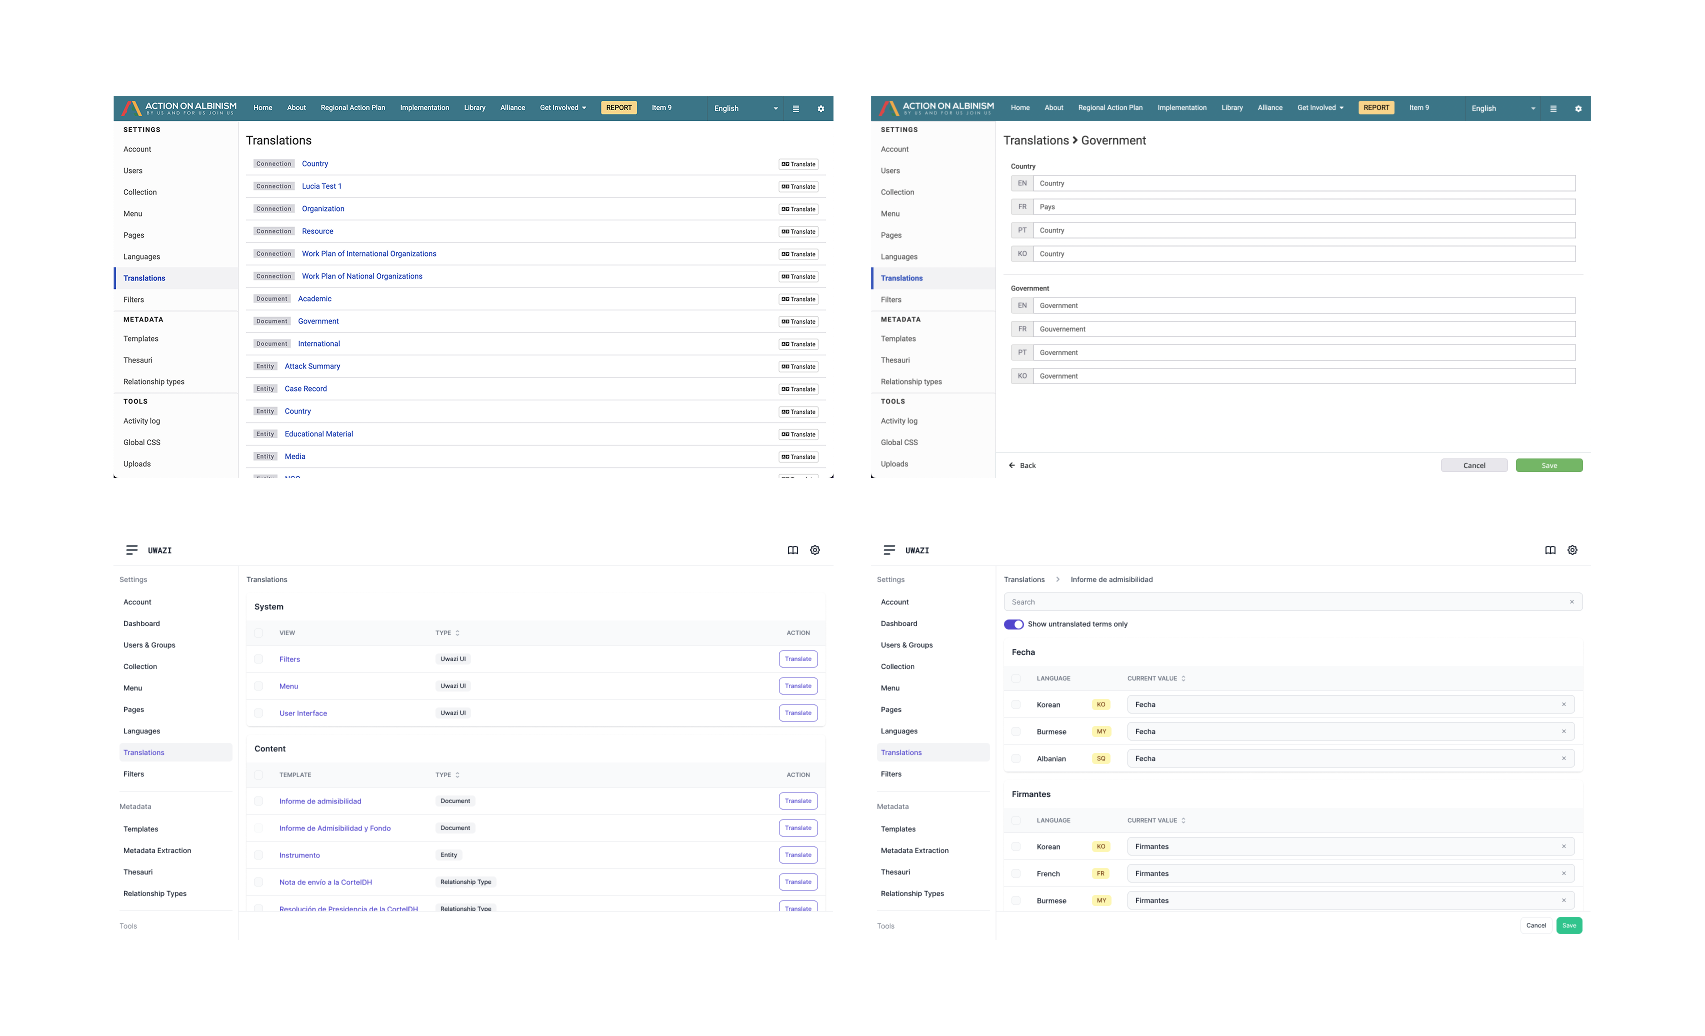 ACTION ON ALBINISM
BY US AND FOR US JOIN US
Home About Regional Action Plan Implementation Library Alliance Get Involved REPORT Item 9 English
SETTINGS
Account
Users
Collection
Menu
Pages
Languages
Translations
Filters
METADATA
Templates
Thesauri
Relationship types
TOOLS
Activity log
Global CSS
Uploads
Translations
Connection Country Translate
Connection Lucia Test 1 Translate
Connection Organization Translate
Connection Resource Translate
Connection Work Plan of International Organizations Translate
Connection Work Plan of National Organizations Translate
Document Academic Translate
Document Government Translate
Document International Translate
Entity Attack Summary Translate
Entity Case Record Translate
Entity Country Translate
Entity Educational Material Translate
Entity Media Translate
ACTION ON ALBINISM
BY US AND FOR US JOIN US
Home About Regional Action Plan Implementation Library Alliance Get Involved REPORT Item 9 English
SETTINGS
Account
Users
Collection
Menu
Pages
Languages
Translations
Filters
METADATA
Templates
Thesauri
Relationship types
TOOLS
Activity log
Global CSS
Uploads
Translations > Government
Country
EN Country
FR Pays
PT Country
KO Country
Government
EN Government
FR Gouvernement
PT Government
KO Government
Back Cancel Save
UWAZI
Settings
Account
Dashboard
Users & Groups
Collection
Menu
Pages
Languages
Translations
Filters
Metadata
Templates
Metadata Extraction
Thesauri
Relationship Types
Tools
Translations
System
VIEW TYPE ACTION
Filters Uwazi UI Translate
Menu Uwazi UI Translate
User Interface Uwazi UI Translate
Content
TEMPLATE TYPE ACTION
Informe de admisibilidad Document Translate
Informe de Admisibilidad y Fondo Document Translate
Instrumento Entity Translate
Nota de envío a la CorteIDH Relationship Type Translate
Resolución de Presidencia de la CorteIDH Relationship Type Translate
UWAZI
Settings
Account
Dashboard
Users & Groups
Collection
Menu
Pages
Languages
Translations
Filters
Metadata
Templates
Metadata Extraction
Thesauri
Relationship Types
Tools
Translations > Informe de admisibilidad
Search ×
Show untranslated terms only
Fecha
LANGUAGE CURRENT VALUE
Korean KO Fecha ×
Burmese MY Fecha ×
Albanian SQ Fecha ×
Firmantes
LANGUAGE CURRENT VALUE
Korean KO Firmantes ×
French FR Firmantes ×
Burmese MY Firmantes ×
Cancel Save